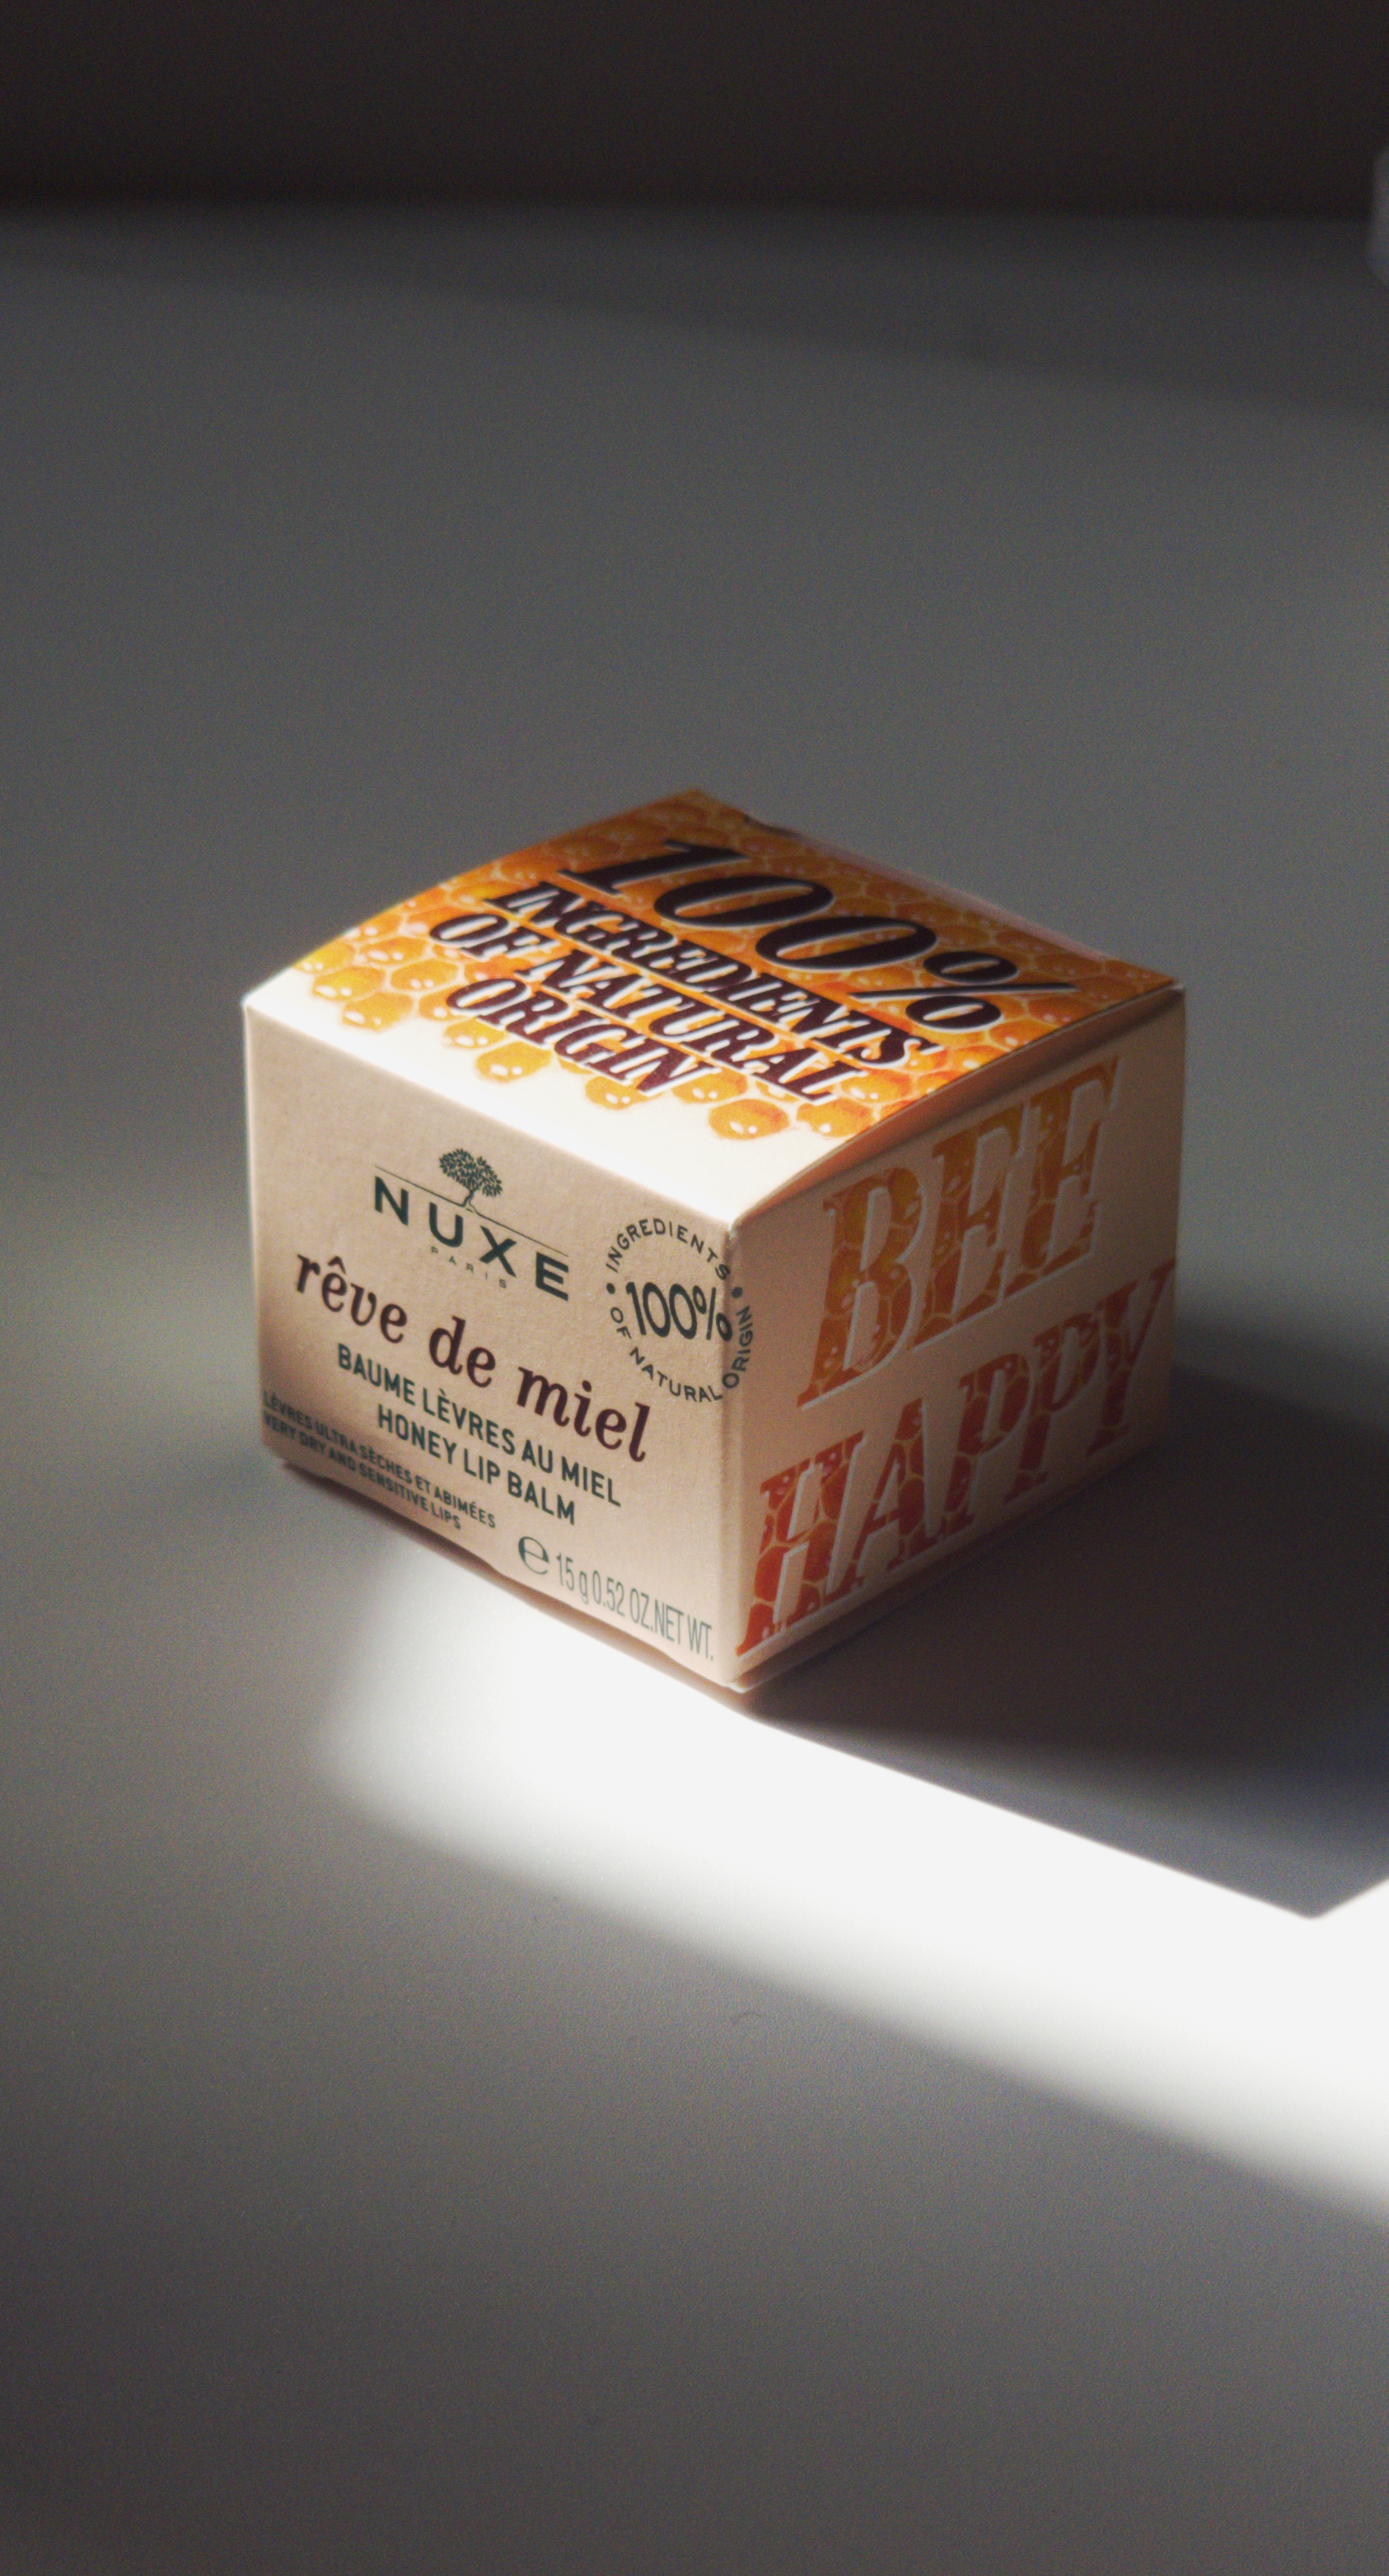 100%
INGREDIENTS
OF NATURAL
ORIGIN
NUXE
PARIS
rêve de miel
BAUME LÈVRES AU MIEL
HONEY LIP BALM
LÈVRES ULTRA SÈCHES ET ABIMÉES
VERY DRY AND SENSITIVE LIPS
℮ 15 g 0.52 OZ.NET WT.
INGREDIENTS
100%
OF NATURAL ORIGIN
BEE
HAPPY